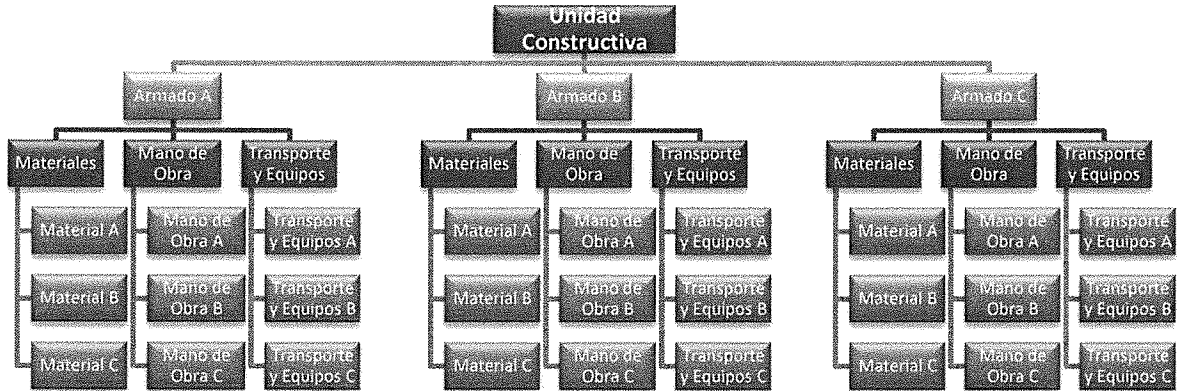 Unidad
Constructiva
Armado A
Armado B
Armado C
Materiales
Mano de
Obra
Transporte
y Equipos
Materiales
Mano de
Obra
Transporte
y Equipos
Materiales
Mano de
Obra
Transporte
y Equipos
Material A
Mano de
Obra A
Transporte
y Equipos A
Material A
Mano de
Obra A
Transporte
y Equipos A
Material A
Mano de
Obra A
Transporte
y Equipos A
Material B
Mano de
Obra B
Transporte
y Equipos B
Material B
Mano de
Obra B
Transporte
y Equipos B
Material B
Mano de
Obra B
Transporte
y Equipos B
Material C
Mano de
Obra C
Transporte
y Equipos C
Material C
Mano de
Obra C
Transporte
y Equipos C
Material C
Mano de
Obra C
Transporte
y Equipos C